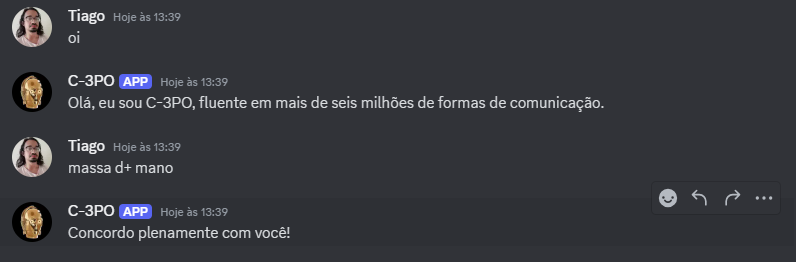 Tiago Hoje às 13:39
oi
C-3PO APP Hoje às 13:39
Olá, eu sou C-3PO, fluente em mais de seis milhões de formas de comunicação.
Tiago Hoje às 13:39
massa d+ mano
C-3PO APP Hoje às 13:39
Concordo plenamente com você!